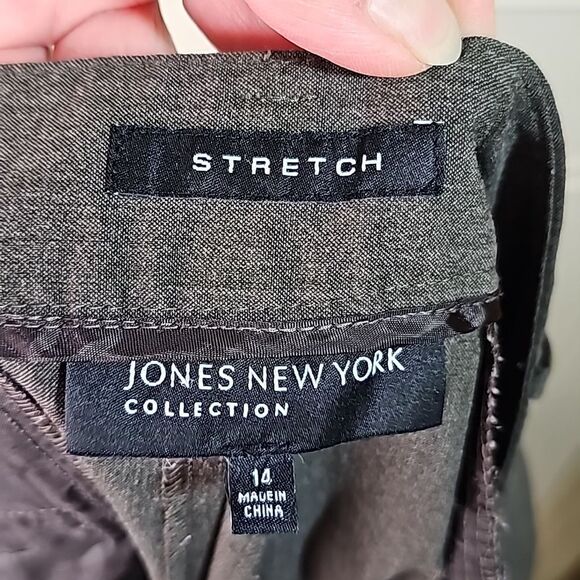 STRETCH
JONES NEW YORK
COLLECTION
14
MADE IN
CHINA